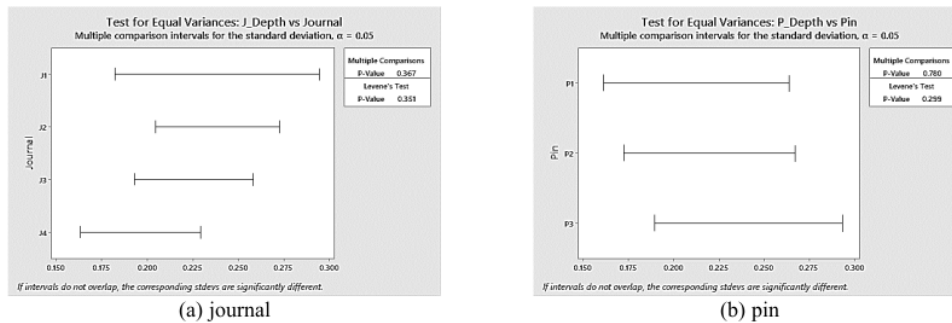 Test for Equal Variances: J_Depth vs Journal
Multiple comparison intervals for the standard deviation, α = 0.05
Multiple Comparisons
P-Value 0.367
Levene's Test
P-Value 0.351
Journal
J1
J2
J3
J4
0.150 0.175 0.200 0.225 0.250 0.275 0.300
If intervals do not overlap, the corresponding stdevs are significantly different.
(a) journal
Test for Equal Variances: P_Depth vs Pin
Multiple comparison intervals for the standard deviation, α = 0.05
Multiple Comparisons
P-Value 0.780
Levene's Test
P-Value 0.299
Pin
P1
P2
P3
0.150 0.175 0.200 0.225 0.250 0.275 0.300
If intervals do not overlap, the corresponding stdevs are significantly different.
(b) pin